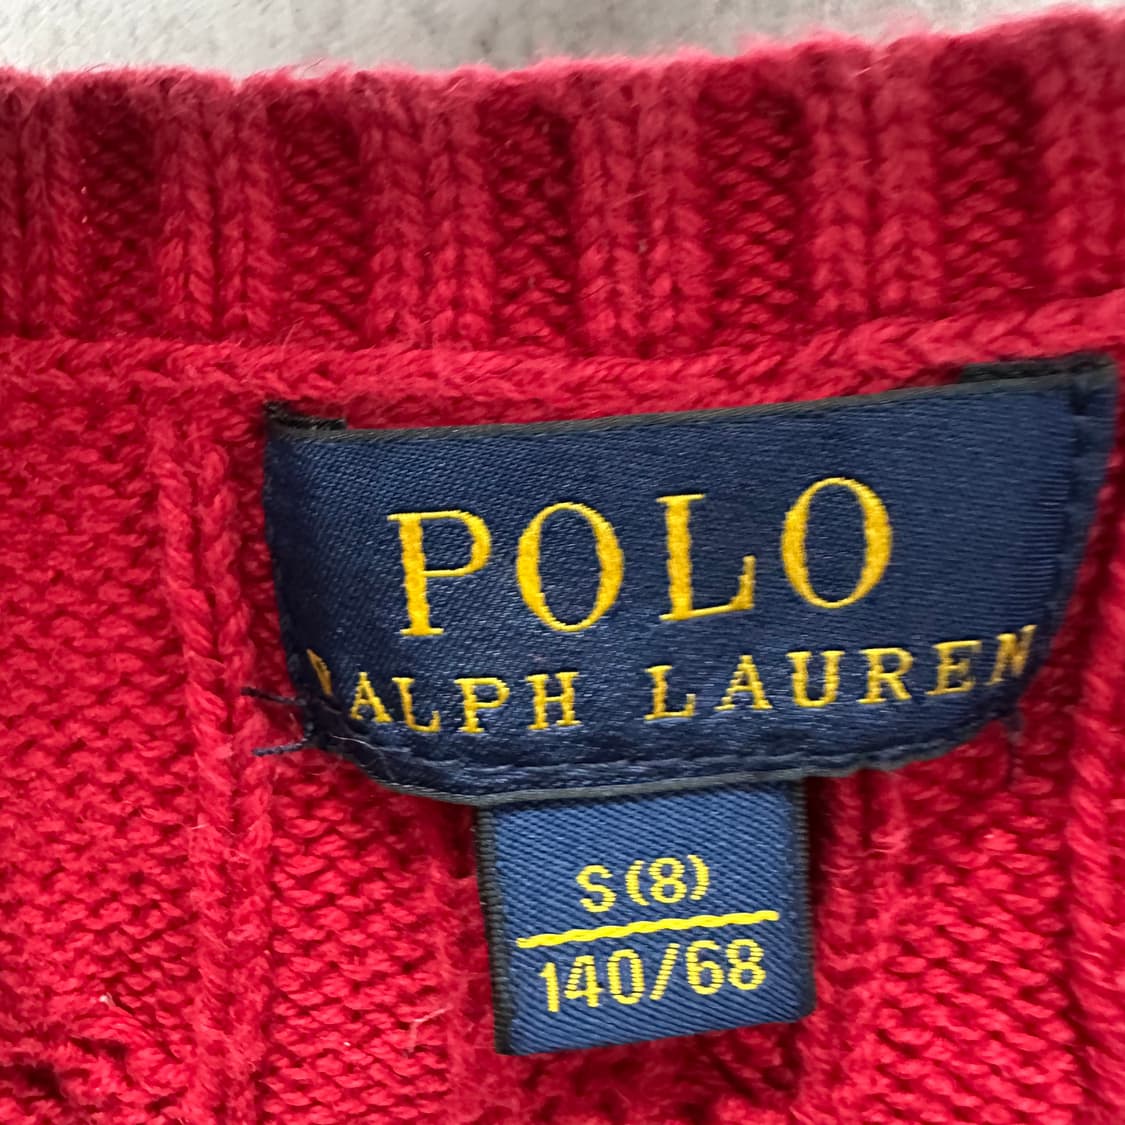 POLO
RALPH LAUREN
S(8)
140/68